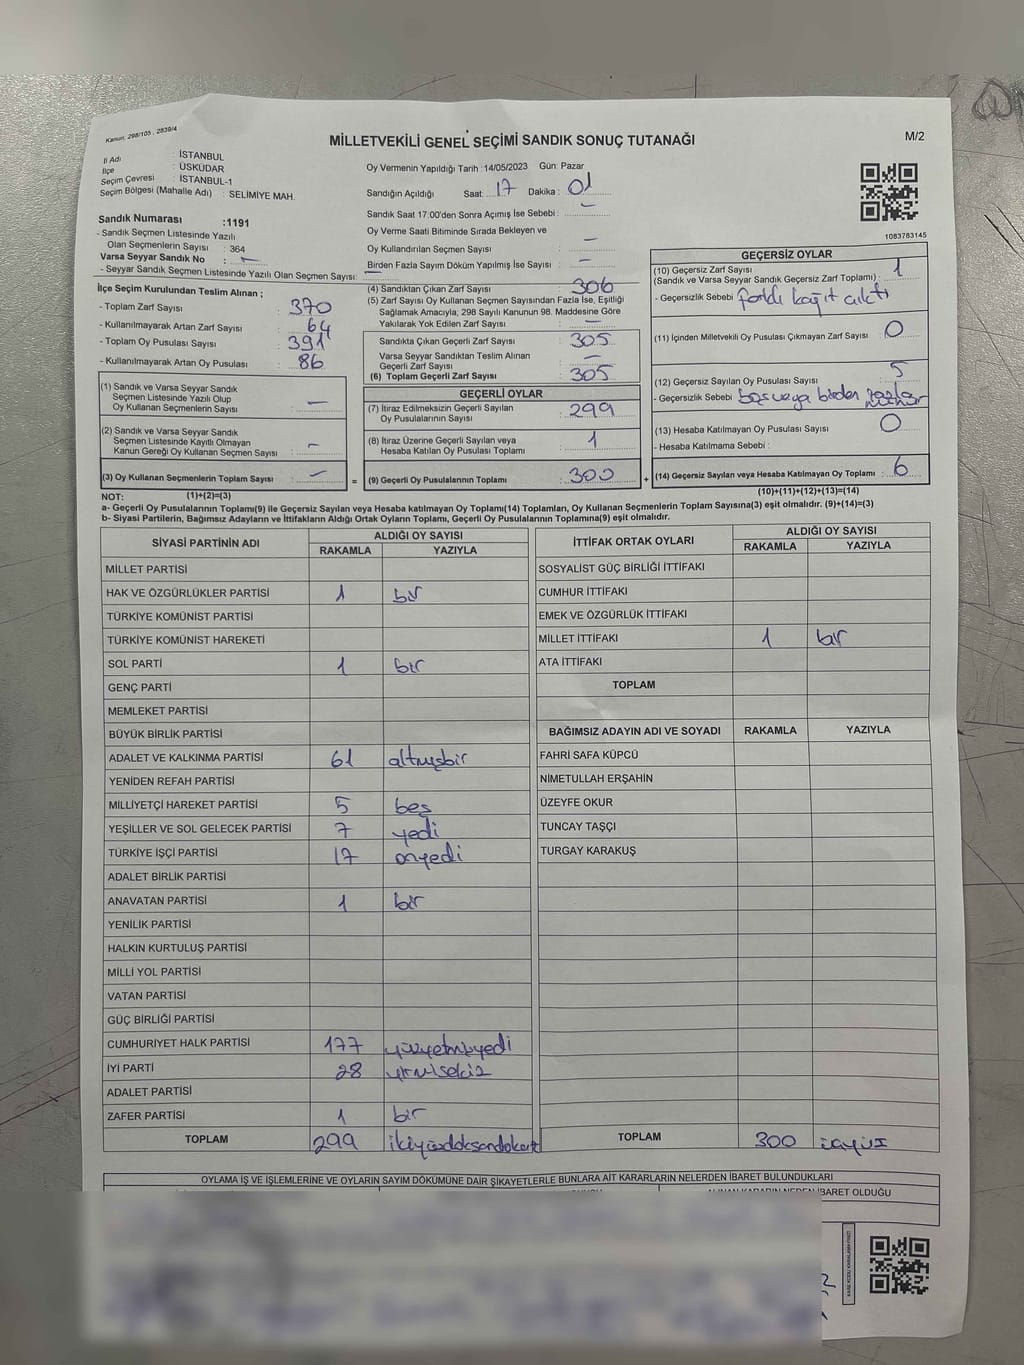 Kanun, 298/105, 2839/4
MİLLETVEKİLİ GENEL SEÇİMİ SANDIK SONUÇ TUTANAĞI
M/2
İl Adı : İSTANBUL
İlçe : ÜSKÜDAR
Seçim Çevresi : İSTANBUL-1
Seçim Bölgesi (Mahalle Adı) : SELİMİYE MAH.
Sandık Numarası :1191
- Sandık Seçmen Listesinde Yazılı
Olan Seçmenlerin Sayısı : 364
Varsa Seyyar Sandık No : -
- Seyyar Sandık Seçmen Listesinde Yazılı Olan Seçmen Sayısı: -
Oy Vermenin Yapıldığı Tarih :14/05/2023 Gün: Pazar
Sandığın Açıldığı Saat: 17 Dakika : 01
Sandık Saat 17:00'den Sonra Açımış İse Sebebi : -
Oy Verme Saati Bitiminde Sırada Bekleyen ve
Oy Kullandırılan Seçmen Sayısı : -
Birden Fazla Sayım Döküm Yapılmış İse Sayısı : -
1083783145
İlçe Seçim Kurulundan Teslim Alınan ;
- Toplam Zarf Sayısı : 370
- Kullanılmayarak Artan Zarf Sayısı : 64
- Toplam Oy Pusulası Sayısı : 391
- Kullanılmayarak Artan Oy Pusulası : 86
(4) Sandıktan Çıkan Zarf Sayısı : 306
(5) Zarf Sayısı Oy Kullanan Seçmen Sayısından Fazla İse, Eşitliği
Sağlamak Amacıyla; 298 Sayılı Kanunun 98. Maddesine Göre
Yakılarak Yok Edilen Zarf Sayısı : -
Sandıkta Çıkan Geçerli Zarf Sayısı : 305
Varsa Seyyar Sandıktan Teslim Alınan
Geçerli Zarf Sayısı : -
(6) Toplam Geçerli Zarf Sayısı : 305
GEÇERSİZ OYLAR
(10) Geçersiz Zarf Sayısı
(Sandık ve Varsa Seyyar Sandık Geçersiz Zarf Toplamı) : 1
- Geçersizlik Sebebi : farklı kağıt çıktı
(11) İçinden Milletvekili Oy Pusulası Çıkmayan Zarf Sayısı : 0
(12) Geçersiz Sayılan Oy Pusulası Sayısı : 5
- Geçersizlik Sebebi : boş veya birden fazla mühür
(13) Hesaba Katılmayan Oy Pusulası Sayısı : 0
- Hesaba Katılmama Sebebi :
(14) Geçersiz Sayılan veya Hesaba Katılmayan Oy Toplamı : 6
(10)+(11)+(12)+(13)=(14)
(1) Sandık ve Varsa Seyyar Sandık
Seçmen Listesinde Yazılı Olup
Oy Kullanan Seçmenlerin Sayısı : -
(2) Sandık ve Varsa Seyyar Sandık
Seçmen Listesinde Kayıtlı Olmayan
Kanun Gereği Oy Kullanan Seçmen Sayısı : -
(3) Oy Kullanan Seçmenlerin Toplam Sayısı : -
GEÇERLİ OYLAR
(7) İtiraz Edilmeksizin Geçerli Sayılan
Oy Pusulalarının Sayısı : 299
(8) İtiraz Üzerine Geçerli Sayılan veya
Hesaba Katılan Oy Pusulası Toplamı : 1
= (9) Geçerli Oy Pusulalarının Toplamı : 300 +
NOT: (1)+(2)=(3)
a- Geçerli Oy Pusulalarının Toplamı(9) ile Geçersiz Sayılan veya Hesaba katılmayan Oy Toplamı(14) Toplamları, Oy Kullanan Seçmenlerin Toplam Sayısına(3) eşit olmalıdır. (9)+(14)=(3)
b- Siyasi Partilerin, Bağımsız Adayların ve İttifakların Aldığı Ortak Oyların Toplamı, Geçerli Oy Pusulalarının Toplamına(9) eşit olmalıdır.
SİYASİ PARTİNİN ADI ALDIĞI OY SAYISI
RAKAMLA YAZIYLA
MİLLET PARTİSİ
HAK VE ÖZGÜRLÜKLER PARTİSİ 1 bir
TÜRKİYE KOMÜNİST PARTİSİ
TÜRKİYE KOMÜNİST HAREKETİ
SOL PARTİ 1 bir
GENÇ PARTİ
MEMLEKET PARTİSİ
BÜYÜK BİRLİK PARTİSİ
ADALET VE KALKINMA PARTİSİ 61 altmışbir
YENİDEN REFAH PARTİSİ
MİLLİYETÇİ HAREKET PARTİSİ 5 beş
YEŞİLLER VE SOL GELECEK PARTİSİ 7 yedi
TÜRKİYE İŞÇİ PARTİSİ 17 onyedi
ADALET BİRLİK PARTİSİ
ANAVATAN PARTİSİ 1 bir
YENİLİK PARTİSİ
HALKIN KURTULUŞ PARTİSİ
MİLLİ YOL PARTİSİ
VATAN PARTİSİ
GÜÇ BİRLİĞİ PARTİSİ
CUMHURİYET HALK PARTİSİ 177 yüzyetmişyedi
İYİ PARTİ 28 yirmisekiz
ADALET PARTİSİ
ZAFER PARTİSİ 1 bir
TOPLAM 299 ikiyüzdoksandokuz
İTTİFAK ORTAK OYLARI ALDIĞI OY SAYISI
RAKAMLA YAZIYLA
SOSYALIST GÜÇ BİRLİĞİ İTTİFAKI
CUMHUR İTTİFAKI
EMEK VE ÖZGÜRLÜK İTTİFAKI
MİLLET İTTİFAKI 1 bir
ATA İTTİFAKI
TOPLAM
BAĞIMSIZ ADAYIN ADI VE SOYADI RAKAMLA YAZIYLA
FAHRİ SAFA KÜPCÜ
NİMETULLAH ERŞAHİN
ÜZEYFE OKUR
TUNCAY TAŞÇI
TURGAY KARAKUŞ
TOPLAM 300 üçyüz
OYLAMA İŞ VE İŞLEMLERİNE VE OYLARIN SAYIM DÖKÜMÜNE DAİR ŞİKAYETLERLE BUNLARA AİT KARARLARIN NELERDEN İBARET BULUNDUKLARI
İBARET OLDUĞU